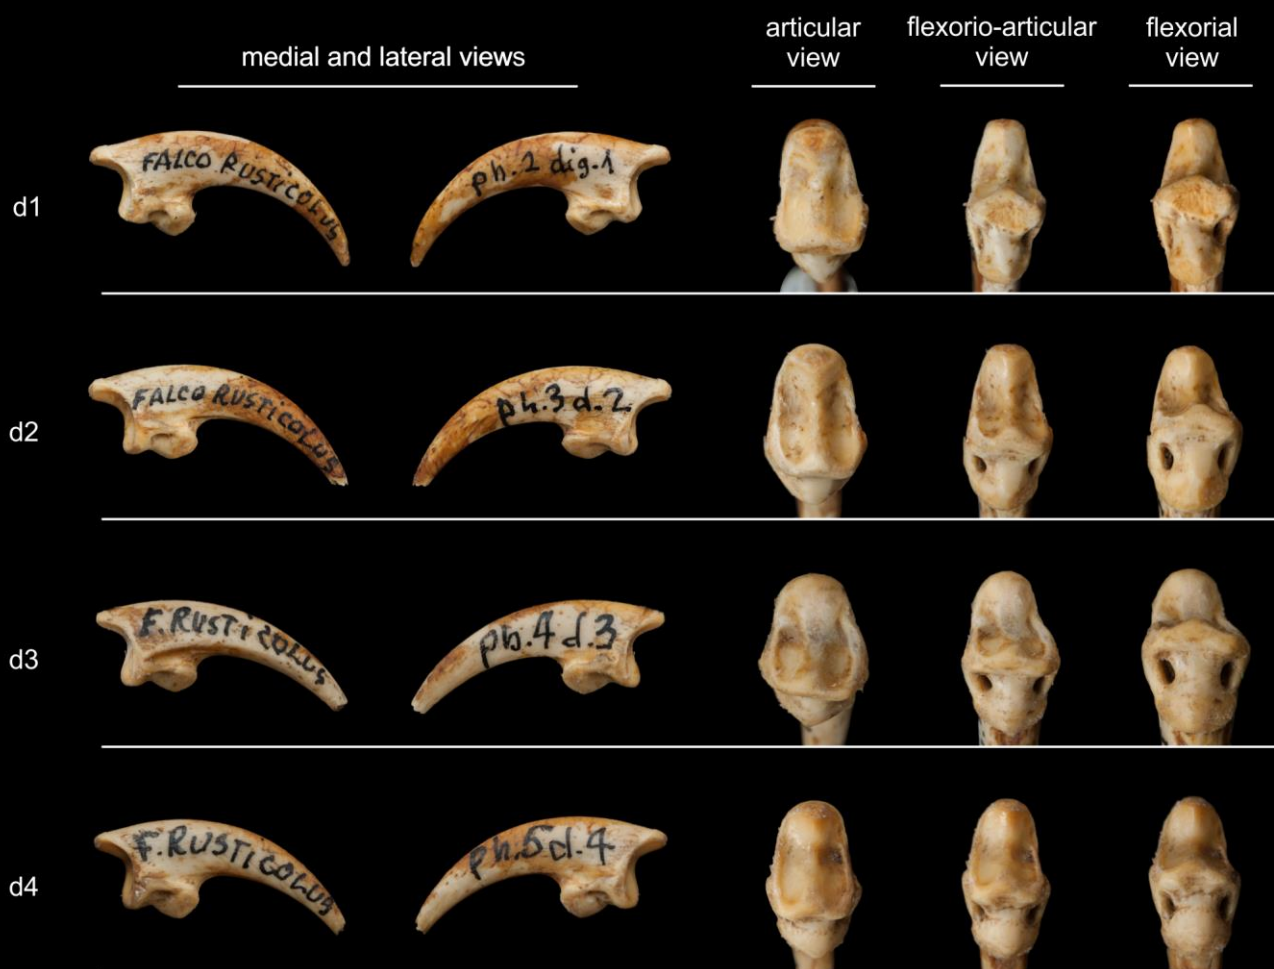 medial and lateral views
articular
view
flexorio-articular
view
flexorial
view
d1
FALCO RUSTICOLUS
ph.2 dig.1
d2
FALCO RUSTICOLUS
ph.3 d.2.
d3
F.RUSTICOLUS
ph.4 d.3
d4
F.RUSTICOLUS
ph.5 d.4